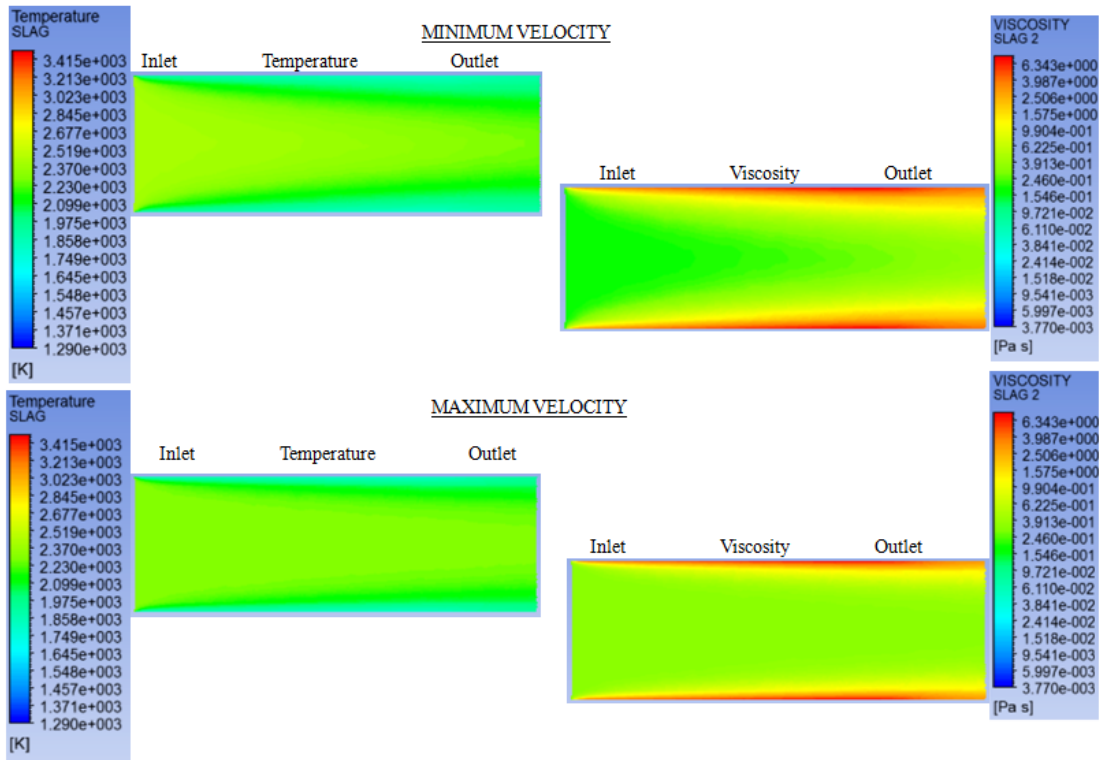 Temperature
SLAG
3.415e+003
3.213e+003
3.023e+003
2.845e+003
2.677e+003
2.519e+003
2.370e+003
2.230e+003
2.099e+003
1.975e+003
1.858e+003
1.749e+003
1.645e+003
1.548e+003
1.457e+003
1.371e+003
1.290e+003
[K]
MINIMUM VELOCITY
Inlet Temperature Outlet
Inlet Viscosity Outlet
VISCOSITY
SLAG 2
6.343e+000
3.987e+000
2.506e+000
1.575e+000
9.904e-001
6.225e-001
3.913e-001
2.460e-001
1.546e-001
9.721e-002
6.110e-002
3.841e-002
2.414e-002
1.518e-002
9.541e-003
5.997e-003
3.770e-003
[Pa s]
Temperature
SLAG
3.415e+003
3.213e+003
3.023e+003
2.845e+003
2.677e+003
2.519e+003
2.370e+003
2.230e+003
2.099e+003
1.975e+003
1.858e+003
1.749e+003
1.645e+003
1.548e+003
1.457e+003
1.371e+003
1.290e+003
[K]
MAXIMUM VELOCITY
Inlet Temperature Outlet
Inlet Viscosity Outlet
VISCOSITY
SLAG 2
6.343e+000
3.987e+000
2.506e+000
1.575e+000
9.904e-001
6.225e-001
3.913e-001
2.460e-001
1.546e-001
9.721e-002
6.110e-002
3.841e-002
2.414e-002
1.518e-002
9.541e-003
5.997e-003
3.770e-003
[Pa s]